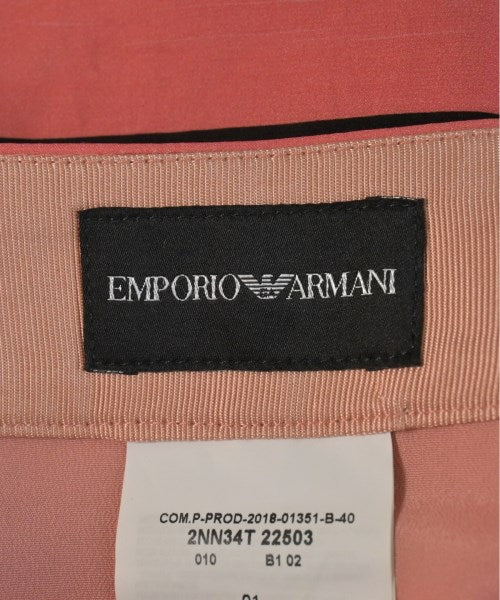 EMPORIO ARMANI
COM.P-PROD-2018-01351-B-40
2NN34T 22503
010 B1 02